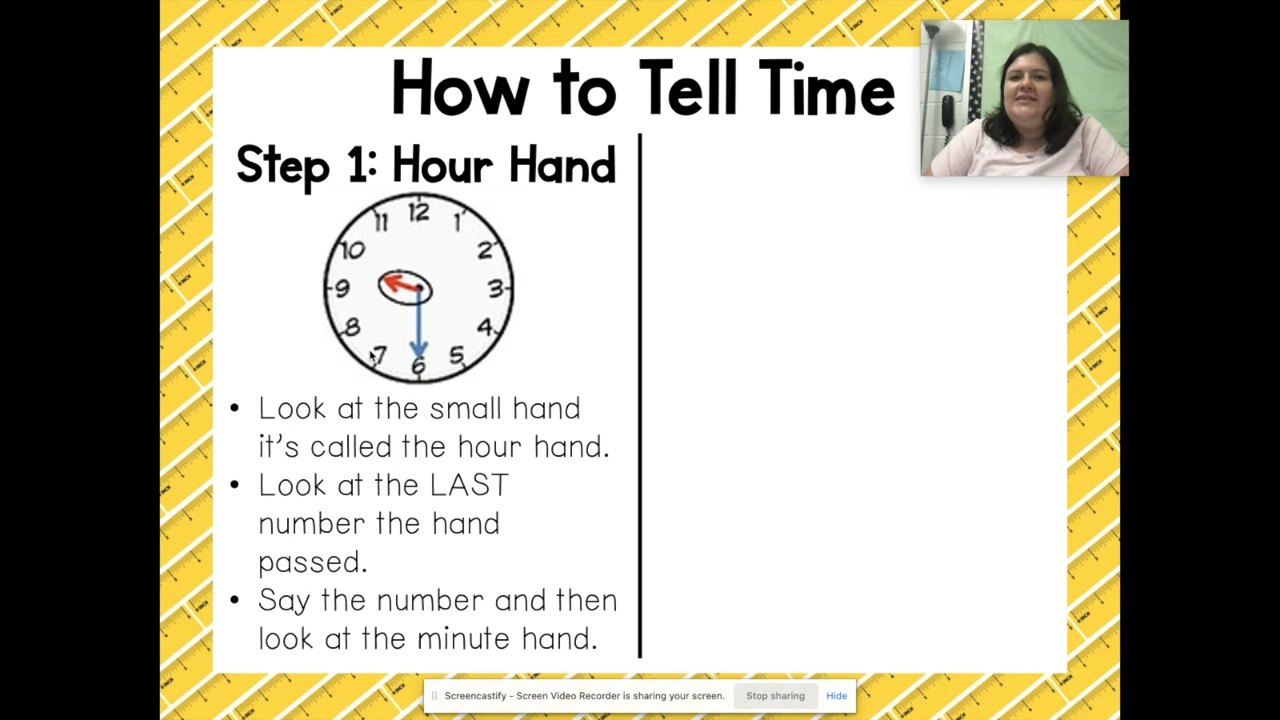 How to Tell Time
Step 1: Hour Hand
12
11
1
10
2
9
3
8
4
7
5
6
• Look at the small hand
it's called the hour hand.
• Look at the LAST
number the hand
passed.
• Say the number and then
look at the minute hand.
Screencastify - Screen Video Recorder is sharing your screen.
Stop sharing
Hide